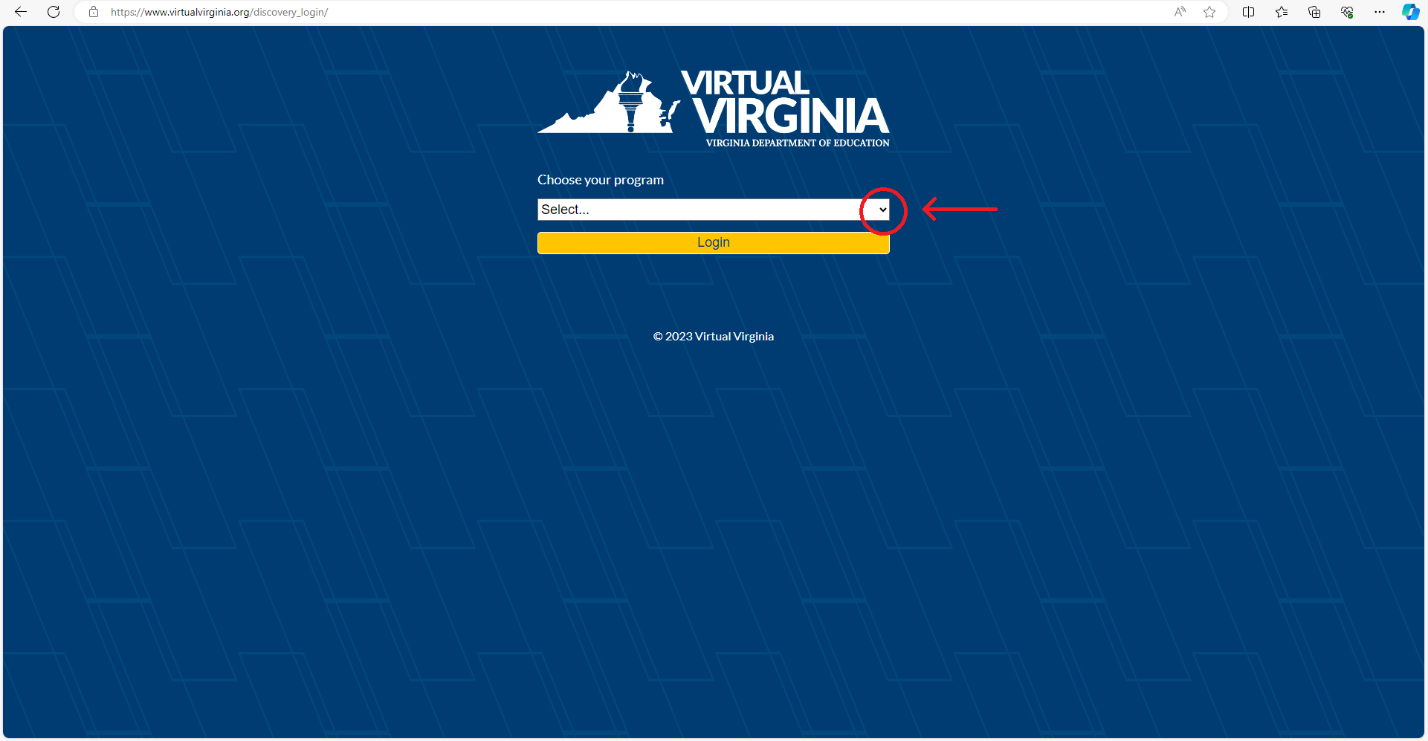 https://www.virtualvirginia.org/discovery_login/
VIRTUAL
VIRGINIA
VIRGINIA DEPARTMENT OF EDUCATION
Choose your program
Select...
Login
© 2023 Virtual Virginia